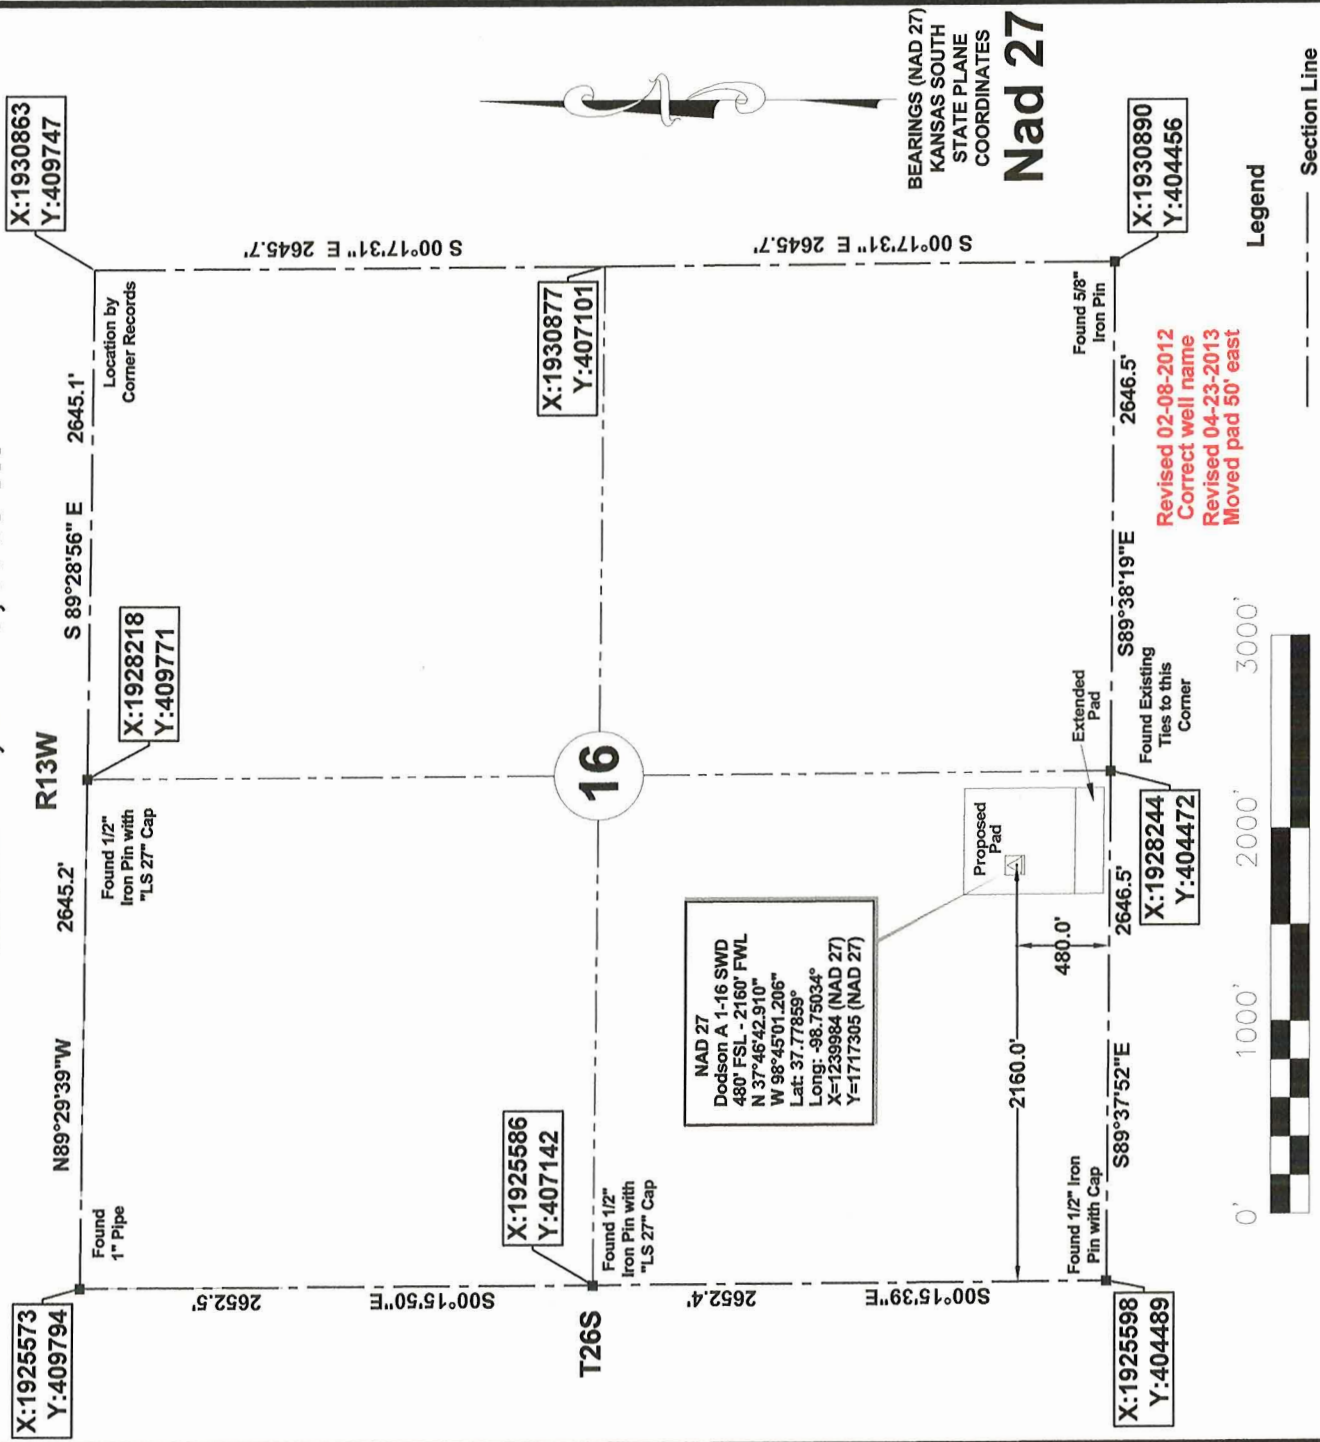 R13W
X:1925573
Y:409794
Found
1" Pipe
N89°29'39"W
2645.2'
Found 1/2"
Iron Pin with
"LS 27" Cap
X:1928218
Y:409771
S 89°28'56" E
2645.1'
Location by
Corner Records
X:1930863
Y:409747
2652.5'
S00°15'50"E
S 00°17'31" E 2645.7'
BEARINGS (NAD 27)
KANSAS SOUTH
STATE PLANE
COORDINATES
Nad 27
T26S
X:1925586
Y:407142
Found 1/2"
Iron Pin with
"LS 27" Cap
16
X:1930877
Y:407101
2652.4'
S00°15'39"E
S 00°17'31" E 2645.7'
NAD 27
Dodson A 1-16 SWD
480' FSL - 2160' FWL
N 37°46'42.910"
W 98°45'01.206"
Lat: 37.77859°
Long: -98.75034°
X=1239984 (NAD 27)
Y=1717305 (NAD 27)
Proposed
Pad
Extended
Pad
2160.0'
480.0'
Found 1/2" Iron
Pin with Cap
X:1925598
Y:404489
S89°37'52"E
2646.5'
X:1928244
Y:404472
Found Existing
Ties to this
Corner
S89°38'19"E
2646.5'
Found 5/8"
Iron Pin
X:1930890
Y:404456
Revised 02-08-2012
Correct well name
Revised 04-23-2013
Moved pad 50' east
0'
1000'
2000'
3000'
Legend
Section Line